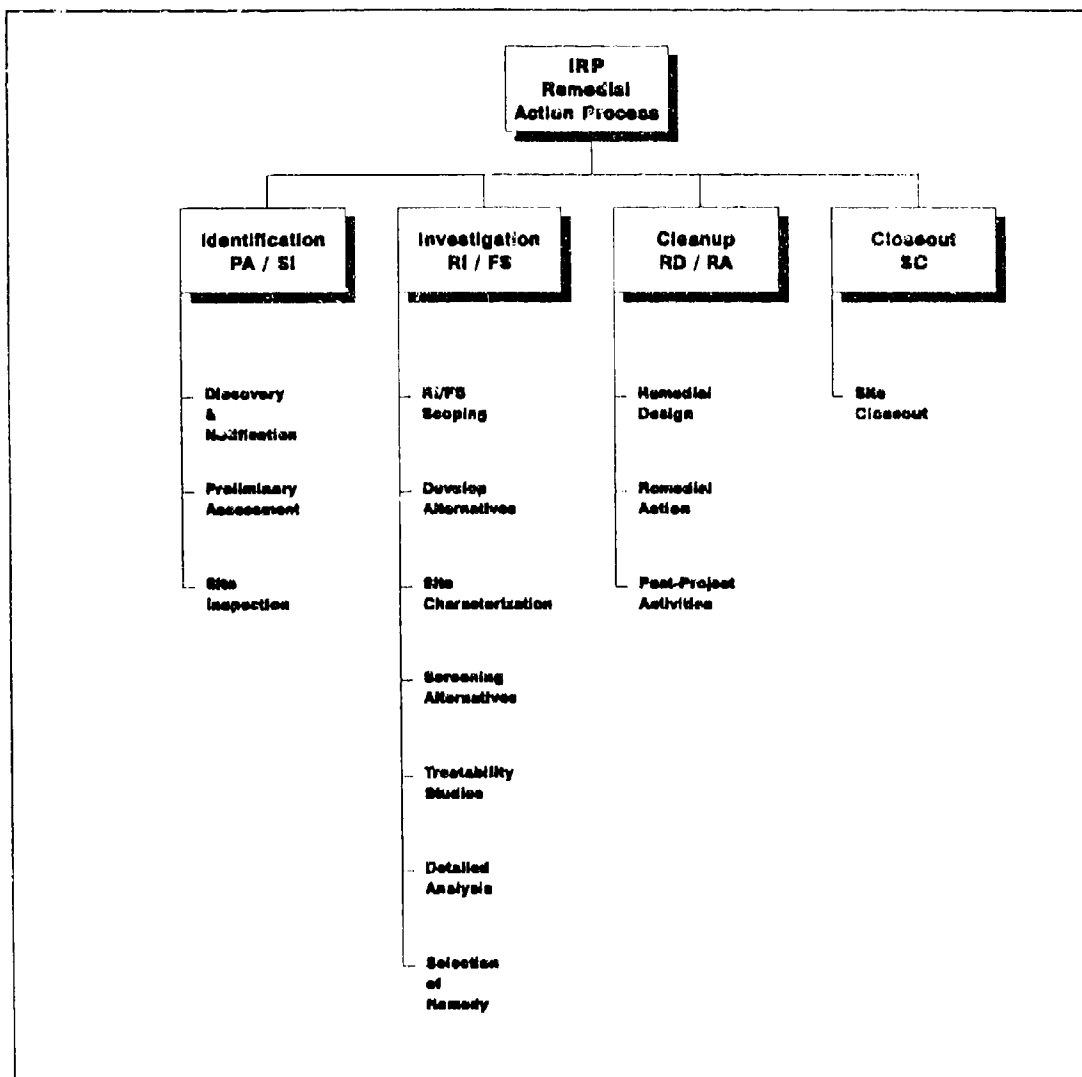 IRP
Remedial
Action Process
Identification
PA / SI
Investigation
RI / FS
Cleanup
RD / RA
Closeout
SC
Discovery
&
Notification
Preliminary
Assessment
Site
Inspection
RI/FS
Scoping
Develop
Alternatives
Site
Characterization
Screening
Alternatives
Treatability
Studies
Detailed
Analysis
Selection
of
Remedy
Remedial
Design
Remedial
Action
Post-Project
Activities
Site
Closeout